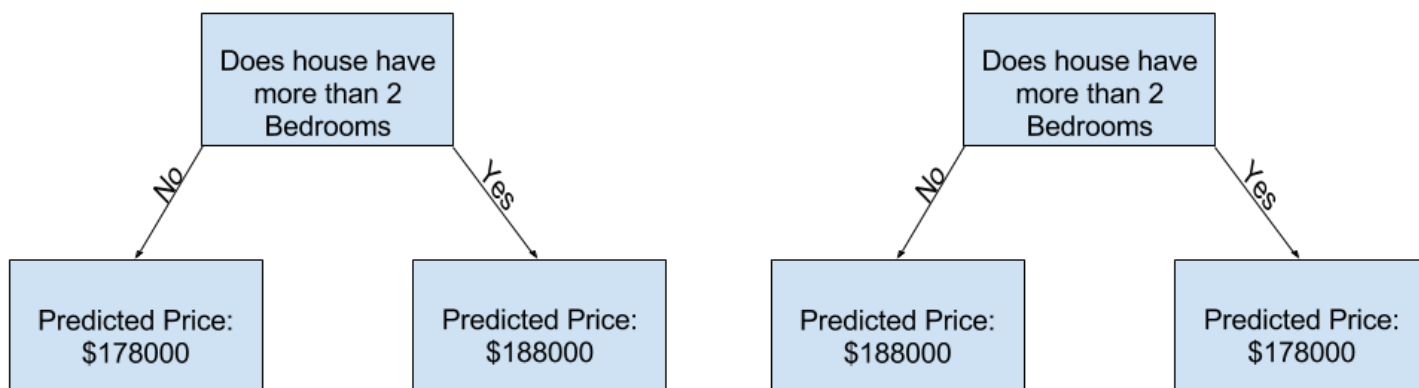 Does house have
more than 2
Bedrooms
No
Yes
Predicted Price:
$178000
Predicted Price:
$188000
Does house have
more than 2
Bedrooms
No
Yes
Predicted Price:
$188000
Predicted Price:
$178000